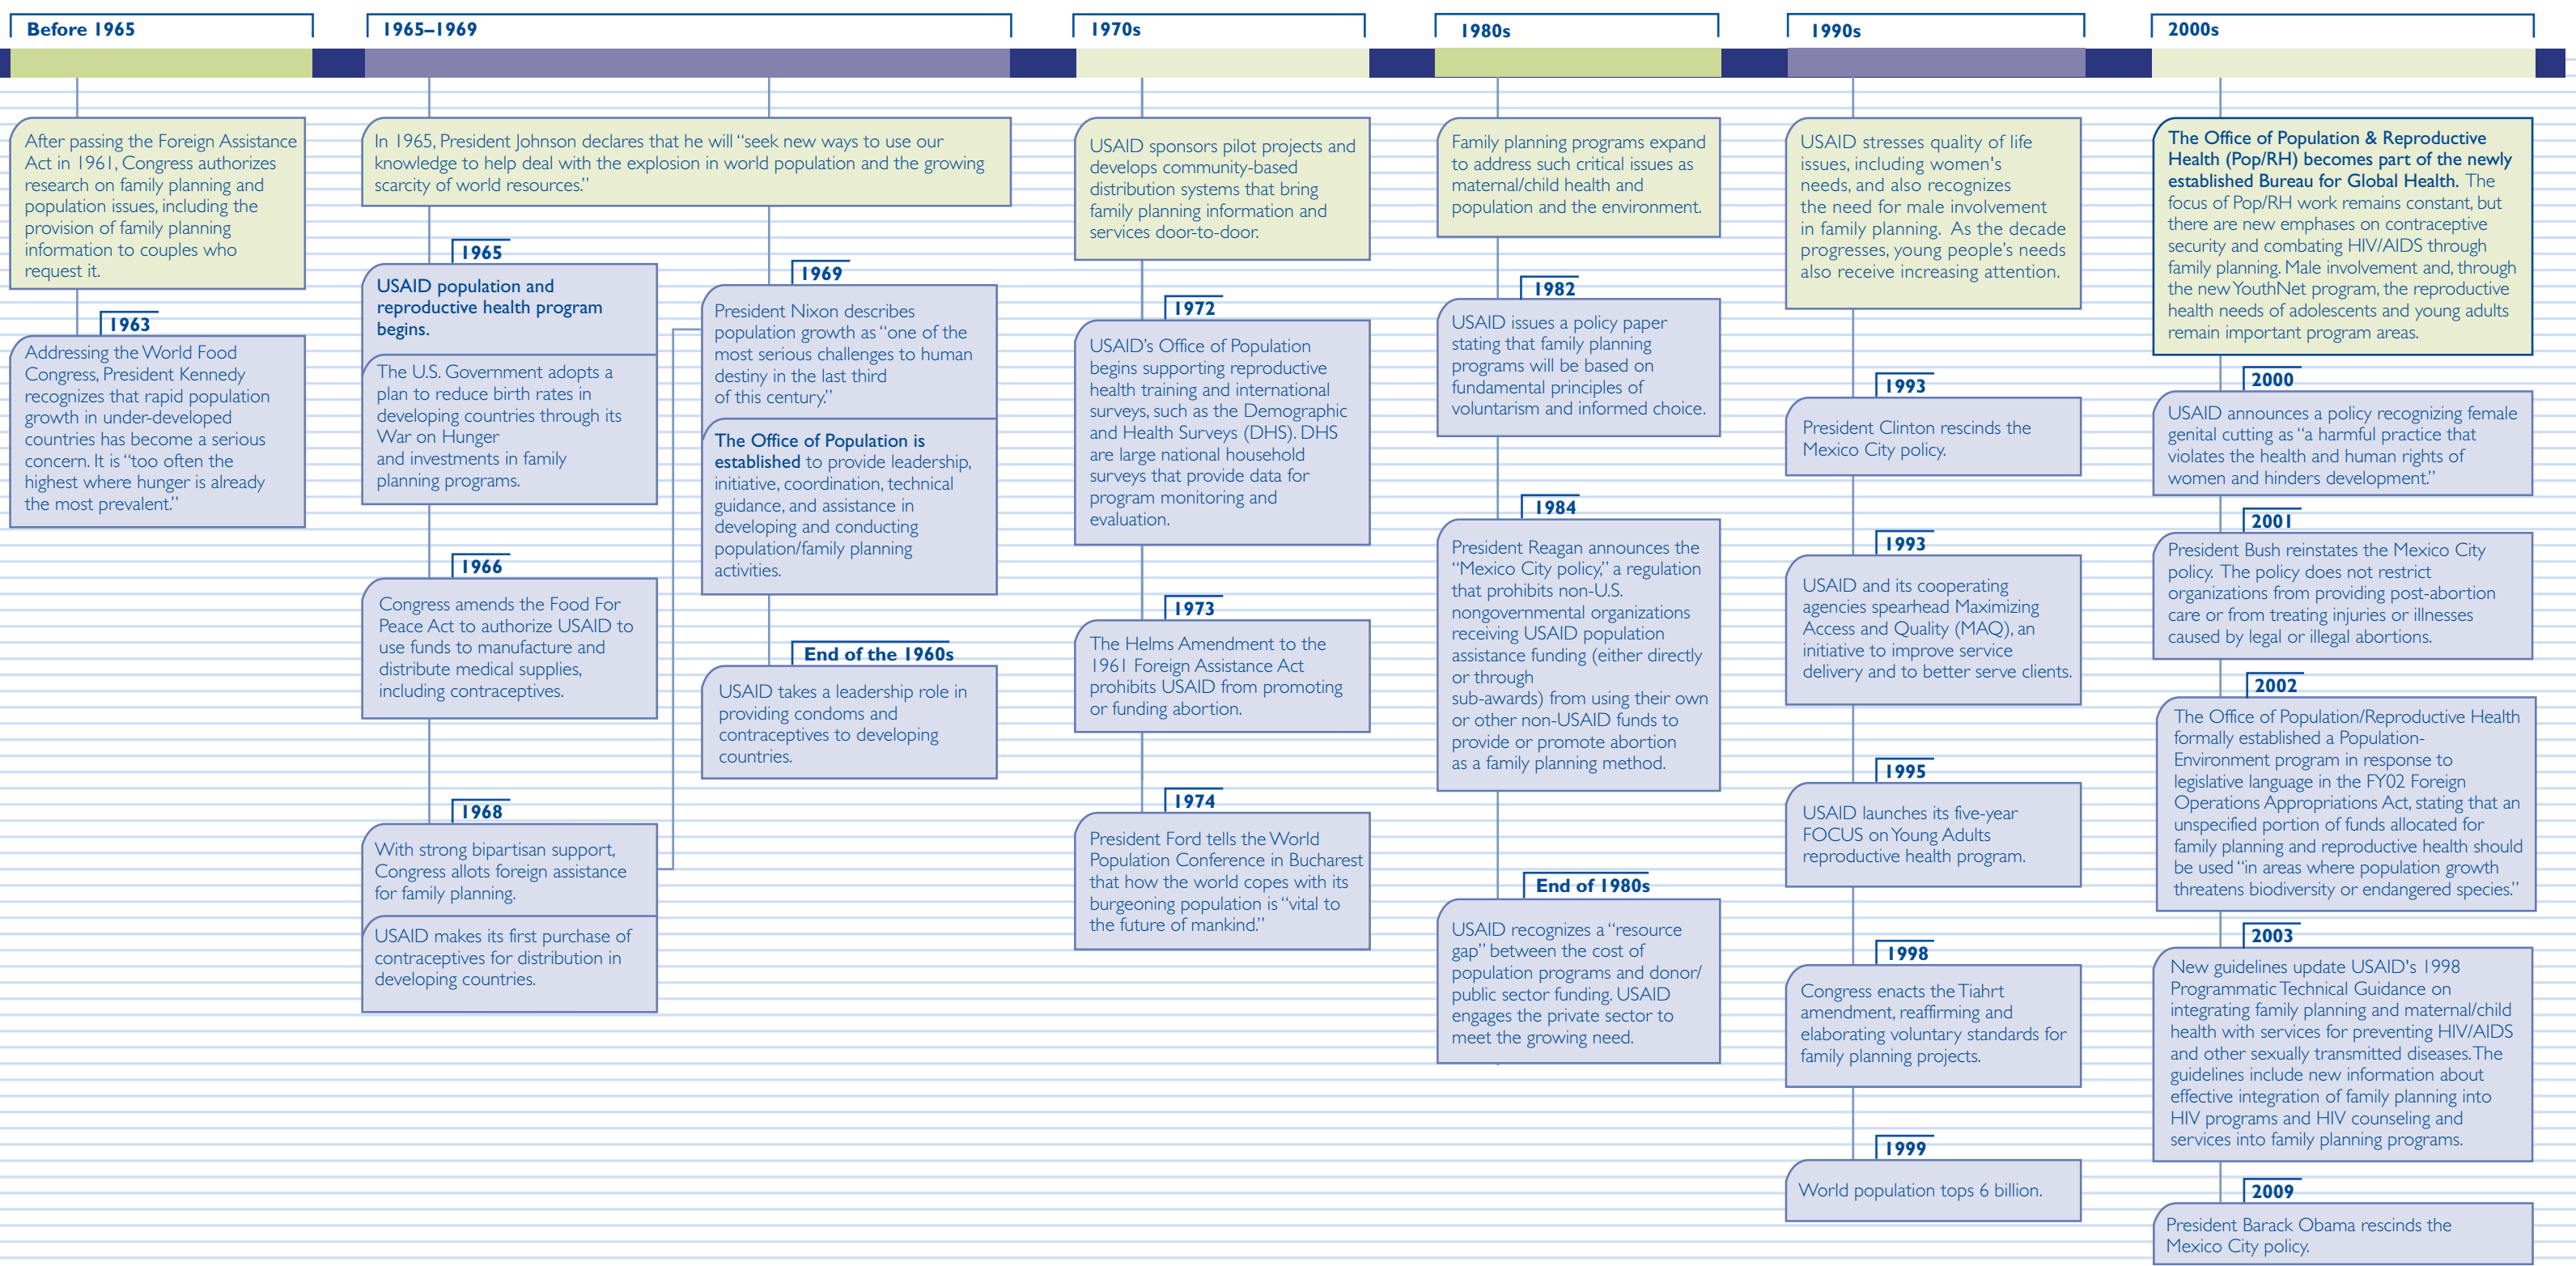 Before 1965
After passing the Foreign Assistance
Act in 1961, Congress authorizes
research on family planning and
population issues, including the
provision of family planning
information to couples who
request it.
1963
Addressing the World Food
Congress, President Kennedy
recognizes that rapid population
growth in under-developed
countries has become a serious
concern. It is “too often the
highest where hunger is already
the most prevalent.”
1965–1969
In 1965, President Johnson declares that he will “seek new ways to use our
knowledge to help deal with the explosion in world population and the growing
scarcity of world resources.”
1965
USAID population and
reproductive health program
begins.
The U.S. Government adopts a
plan to reduce birth rates in
developing countries through its
War on Hunger
and investments in family
planning programs.
1966
Congress amends the Food For
Peace Act to authorize USAID to
use funds to manufacture and
distribute medical supplies,
including contraceptives.
1968
With strong bipartisan support,
Congress allots foreign assistance
for family planning.
USAID makes its first purchase of
contraceptives for distribution in
developing countries.
1969
President Nixon describes
population growth as “one of the
most serious challenges to human
destiny in the last third
of this century.”
The Office of Population is
established to provide leadership,
initiative, coordination, technical
guidance, and assistance in
developing and conducting
population/family planning
activities.
End of the 1960s
USAID takes a leadership role in
providing condoms and
contraceptives to developing
countries.
1970s
USAID sponsors pilot projects and
develops community-based
distribution systems that bring
family planning information and
services door-to-door.
1972
USAID’s Office of Population
begins supporting reproductive
health training and international
surveys, such as the Demographic
and Health Surveys (DHS). DHS
are large national household
surveys that provide data for
program monitoring and
evaluation.
1973
The Helms Amendment to the
1961 Foreign Assistance Act
prohibits USAID from promoting
or funding abortion.
1974
President Ford tells the World
Population Conference in Bucharest
that how the world copes with its
burgeoning population is “vital to
the future of mankind.”
1980s
Family planning programs expand
to address such critical issues as
maternal/child health and
population and the environment.
1982
USAID issues a policy paper
stating that family planning
programs will be based on
fundamental principles of
voluntarism and informed choice.
1984
President Reagan announces the
“Mexico City policy,” a regulation
that prohibits non-U.S.
nongovernmental organizations
receiving USAID population
assistance funding (either directly
or through
sub-awards) from using their own
or other non-USAID funds to
provide or promote abortion
as a family planning method.
End of 1980s
USAID recognizes a “resource
gap” between the cost of
population programs and donor/
public sector funding. USAID
engages the private sector to
meet the growing need.
1990s
USAID stresses quality of life
issues, including women's
needs, and also recognizes
the need for male involvement
in family planning. As the decade
progresses, young people’s needs
also receive increasing attention.
1993
President Clinton rescinds the
Mexico City policy.
1993
USAID and its cooperating
agencies spearhead Maximizing
Access and Quality (MAQ), an
initiative to improve service
delivery and to better serve clients.
1995
USAID launches its five-year
FOCUS on Young Adults
reproductive health program.
1998
Congress enacts the Tiahrt
amendment, reaffirming and
elaborating voluntary standards for
family planning projects.
1999
World population tops 6 billion.
2000s
The Office of Population & Reproductive
Health (Pop/RH) becomes part of the newly
established Bureau for Global Health. The
focus of Pop/RH work remains constant, but
there are new emphases on contraceptive
security and combating HIV/AIDS through
family planning. Male involvement and, through
the new YouthNet program, the reproductive
health needs of adolescents and young adults
remain important program areas.
2000
USAID announces a policy recognizing female
genital cutting as “a harmful practice that
violates the health and human rights of
women and hinders development.”
2001
President Bush reinstates the Mexico City
policy. The policy does not restrict
organizations from providing post-abortion
care or from treating injuries or illnesses
caused by legal or illegal abortions.
2002
The Office of Population/Reproductive Health
formally established a Population-
Environment program in response to
legislative language in the FY02 Foreign
Operations Appropriations Act, stating that an
unspecified portion of funds allocated for
family planning and reproductive health should
be used “in areas where population growth
threatens biodiversity or endangered species.”
2003
New guidelines update USAID's 1998
Programmatic Technical Guidance on
integrating family planning and maternal/child
health with services for preventing HIV/AIDS
and other sexually transmitted diseases. The
guidelines include new information about
effective integration of family planning into
HIV programs and HIV counseling and
services into family planning programs.
2009
President Barack Obama rescinds the
Mexico City policy.